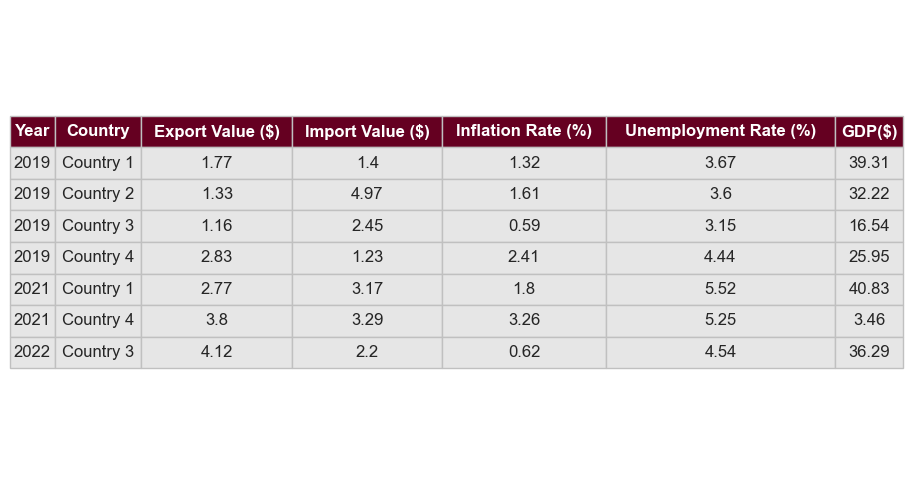 Year Country Export Value ($) Import Value ($) Inflation Rate (%) Unemployment Rate (%) GDP($)
2019 Country 1 1.77 1.4 1.32 3.67 39.31
2019 Country 2 1.33 4.97 1.61 3.6 32.22
2019 Country 3 1.16 2.45 0.59 3.15 16.54
2019 Country 4 2.83 1.23 2.41 4.44 25.95
2021 Country 1 2.77 3.17 1.8 5.52 40.83
2021 Country 4 3.8 3.29 3.26 5.25 3.46
2022 Country 3 4.12 2.2 0.62 4.54 36.29